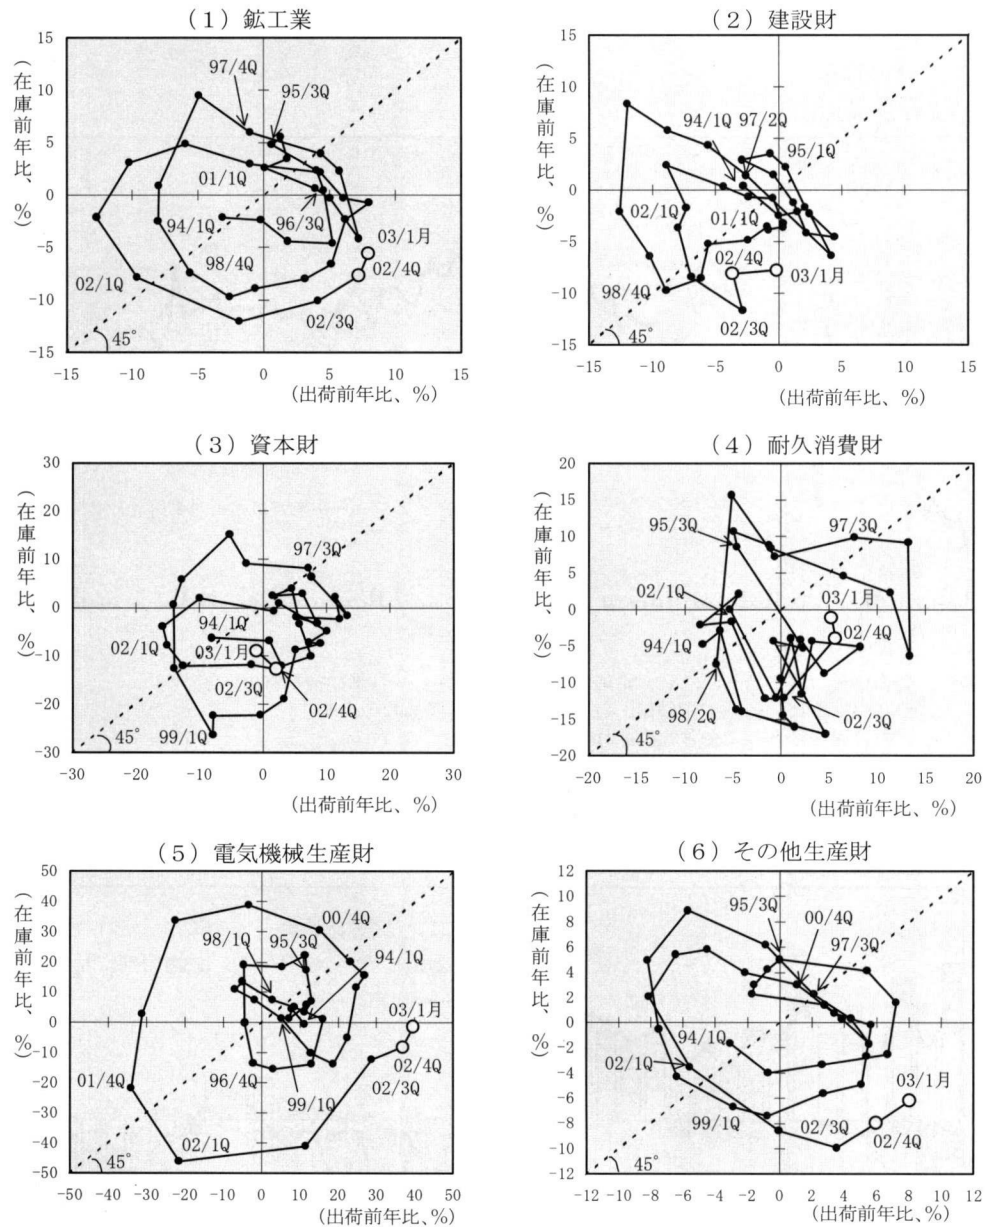 (1) 鉱工業
(在庫前年比、%)
15
10
5
0
-5
-10
-15
97/4Q
95/3Q
01/1Q
96/3Q
94/1Q
98/4Q
02/1Q
03/1月
02/4Q
02/3Q
45°
-15 -10 -5 0 5 10 15
(出荷前年比、%)
(2) 建設財
(在庫前年比、%)
15
10
5
0
-5
-10
-15
94/1Q
97/2Q
95/1Q
02/1Q
01/1Q
02/4Q
03/1月
98/4Q
02/3Q
45°
-15 -10 -5 0 5 10 15
(出荷前年比、%)
(3) 資本財
(在庫前年比、%)
30
20
10
0
-10
-20
-30
97/3Q
94/1Q
02/1Q
03/1月
02/3Q
02/4Q
99/1Q
45°
-30 -20 -10 0 10 20 30
(出荷前年比、%)
(4) 耐久消費財
(在庫前年比、%)
20
15
10
5
0
-5
-10
-15
-20
95/3Q
97/3Q
02/1Q
03/1月
02/4Q
94/1Q
98/2Q
02/3Q
45°
-20 -15 -10 -5 0 5 10 15 20
(出荷前年比、%)
(5) 電気機械生産財
(在庫前年比、%)
50
40
30
20
10
0
-10
-20
-30
-40
-50
00/4Q
98/1Q
95/3Q
94/1Q
03/1月
01/4Q
96/4Q
02/4Q
02/3Q
99/1Q
02/1Q
45°
-50 -40 -30 -20 -10 0 10 20 30 40 50
(出荷前年比、%)
(6) その他生産財
(在庫前年比、%)
12
10
8
6
4
2
0
-2
-4
-6
-8
-10
-12
95/3Q
00/4Q
97/3Q
94/1Q
02/1Q
03/1月
99/1Q
02/3Q
02/4Q
45°
-12 -10 -8 -6 -4 -2 0 2 4 6 8 10 12
(出荷前年比、%)